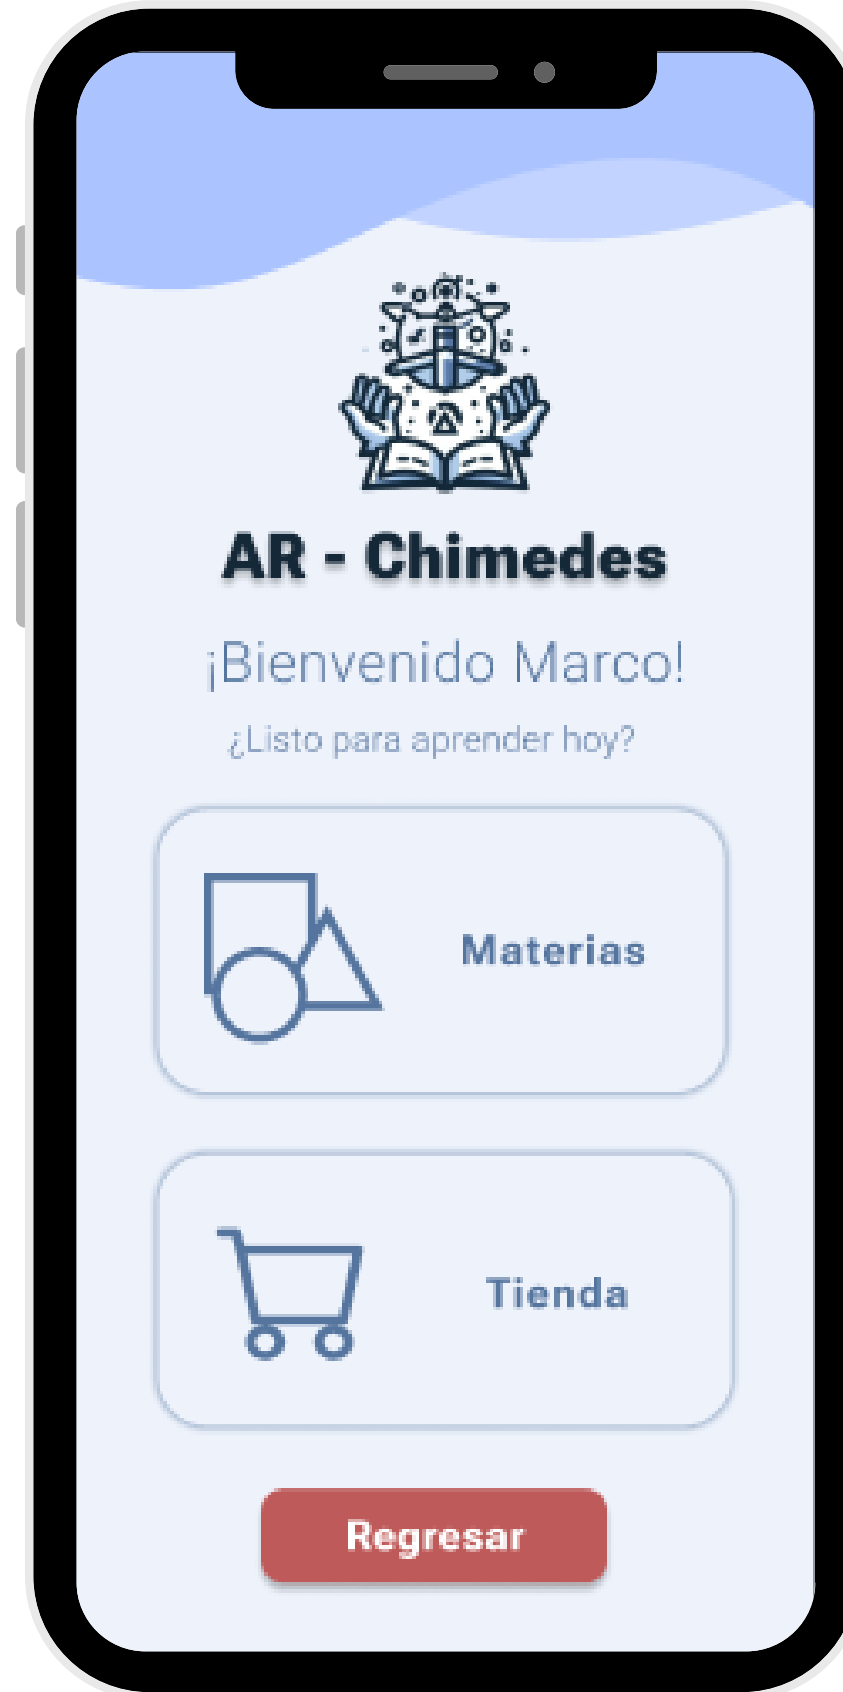 AR - Chimedes
¡Bienvenido Marco!
¿Listo para aprender hoy?
Materias
Tienda
Regresar